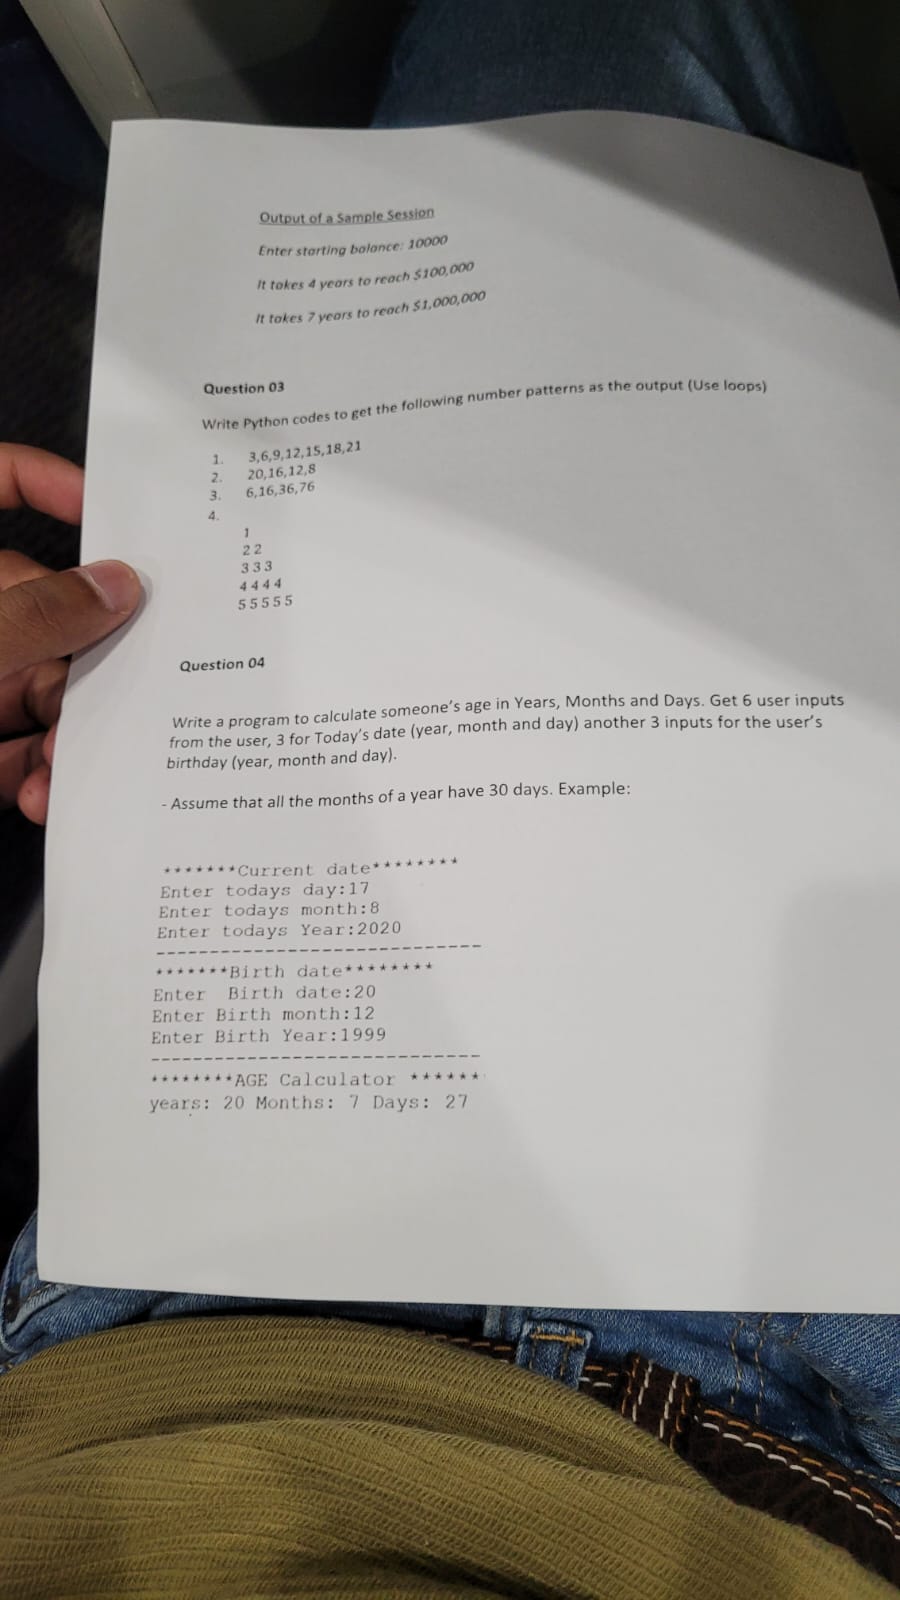 Output of a Sample Session
Enter starting balance: 10000
It takes 4 years to reach $100,000
It takes 7 years to reach $1,000,000
Question 03
Write Python codes to get the following number patterns as the output (Use loops)
1. 3,6,9,12,15,18,21
2. 20,16,12,8
3. 6,16,36,76
4.
1
2 2
3 3 3
4 4 4 4
5 5 5 5 5
Question 04
Write a program to calculate someone's age in Years, Months and Days. Get 6 user inputs
from the user, 3 for Today's date (year, month and day) another 3 inputs for the user's
birthday (year, month and day).
- Assume that all the months of a year have 30 days. Example:
*******Current date********
Enter todays day:17
Enter todays month:8
Enter todays Year:2020
------------------------------
*******Birth date********
Enter  Birth date:20
Enter Birth month:12
Enter Birth Year:1999
------------------------------
********AGE Calculator ******
years: 20 Months: 7 Days: 27